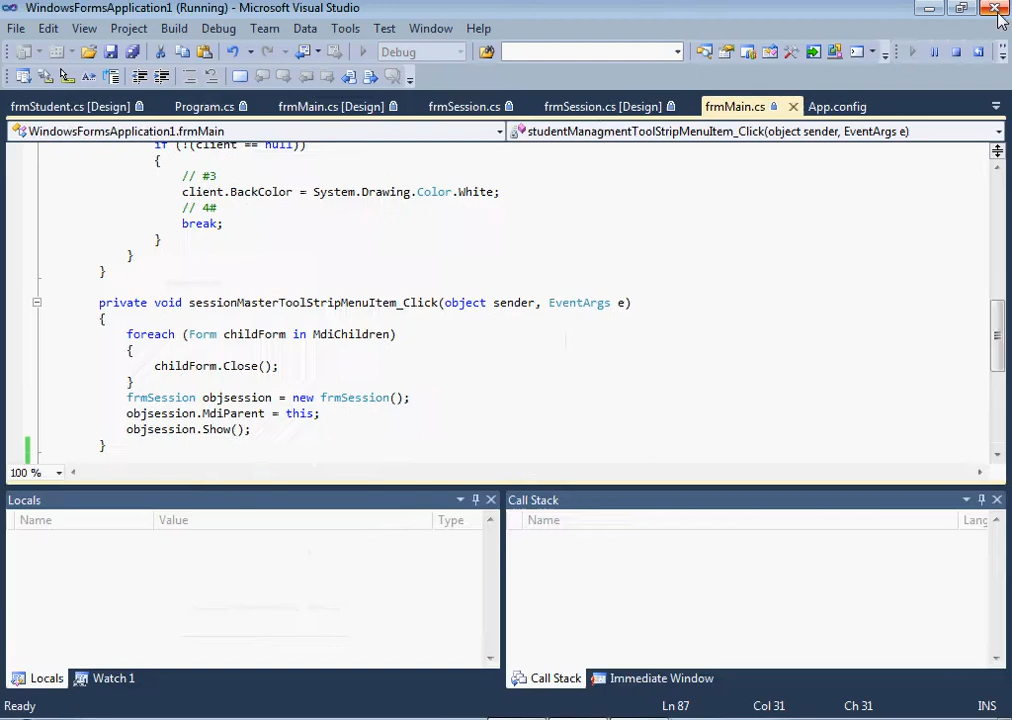 WindowsFormsApplication1 (Running) - Microsoft Visual Studio
File Edit View Project Build Debug Team Data Tools Test Window Help
Debug
frmStudent.cs [Design] Program.cs frmMain.cs [Design] frmSession.cs frmSession.cs [Design] frmMain.cs App.config
WindowsFormsApplication1.frmMain studentManagmentToolStripMenuItem_Click(object sender, EventArgs e)
if (!(client == null))
{
// #3
client.BackColor = System.Drawing.Color.White;
// 4#
break;
}
}
}
private void sessionMasterToolStripMenuItem_Click(object sender, EventArgs e)
{
foreach (Form childForm in MdiChildren)
{
childForm.Close();
}
frmSession objsession = new frmSession();
objsession.MdiParent = this;
objsession.Show();
}
100 %
Locals Call Stack
Name Value Type Name Lang
Locals Watch 1 Call Stack Immediate Window
Ready Ln 87 Col 31 Ch 31 INS